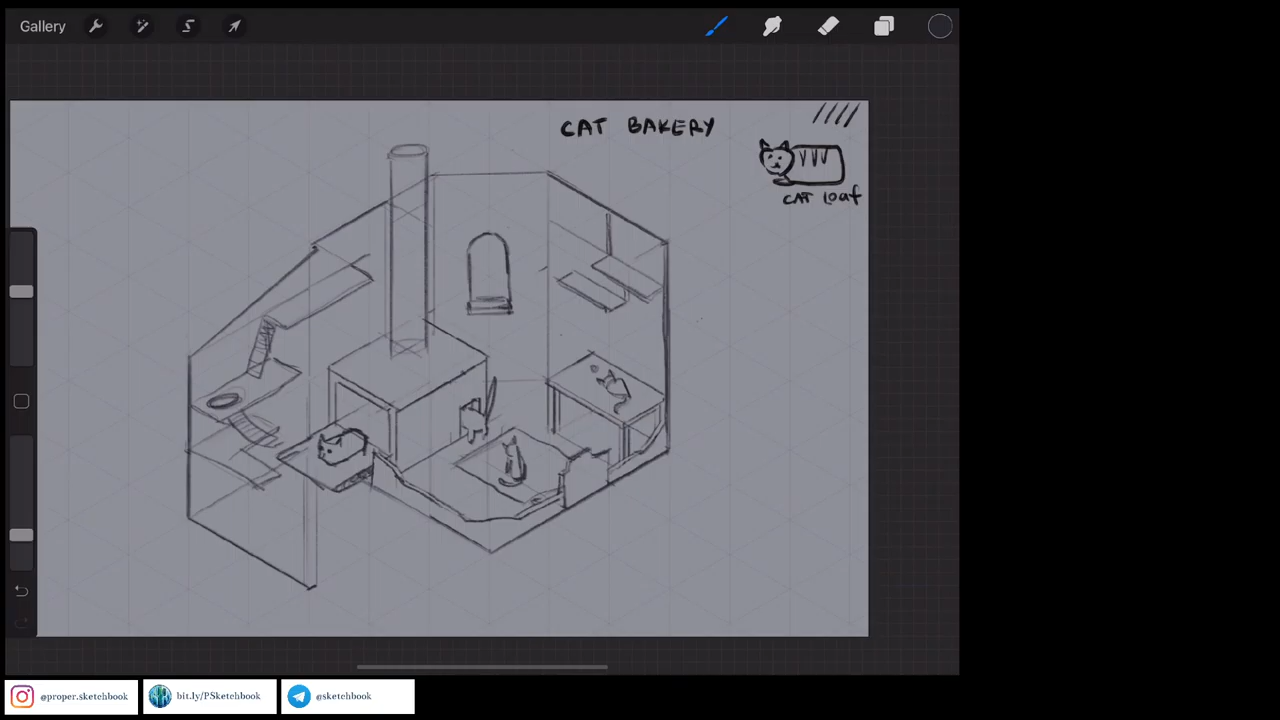 Gallery
CAT BAKERY
CAT Loaf
@proper.sketchbook
bit.ly/PSketchbook
@sketchbook